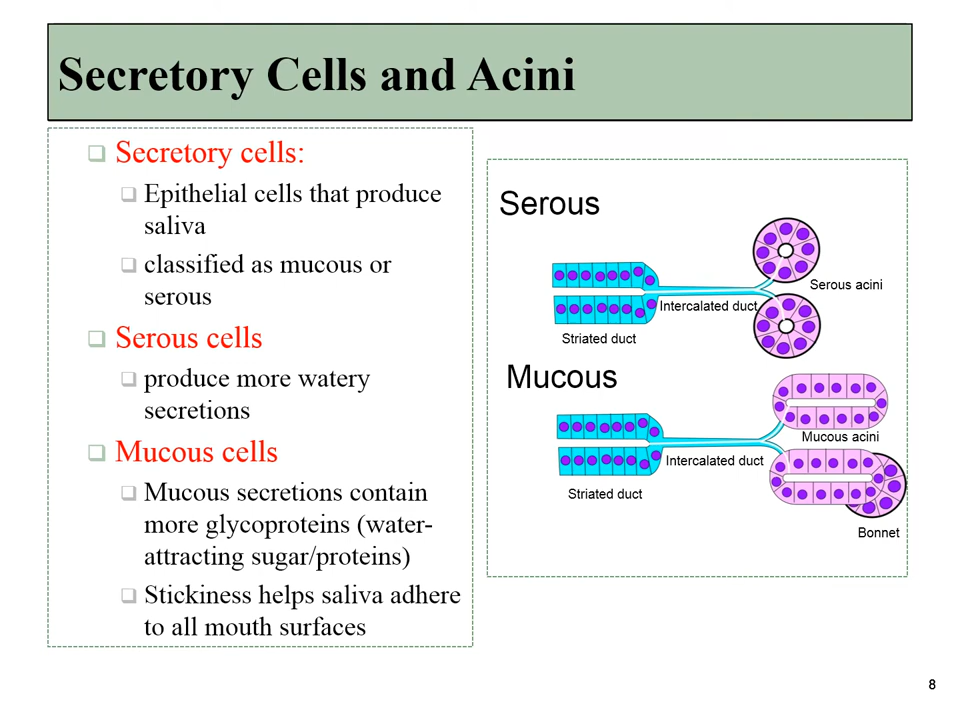 Secretory Cells and Acini
Secretory cells:
Epithelial cells that produce
saliva
classified as mucous or
serous
Serous cells
produce more watery
secretions
Mucous cells
Mucous secretions contain
more glycoproteins (water-
attracting sugar/proteins)
Stickiness helps saliva adhere
to all mouth surfaces
Serous
Serous acini
Intercalated duct
Striated duct
Mucous
Mucous acini
Intercalated duct
Striated duct
Bonnet
8